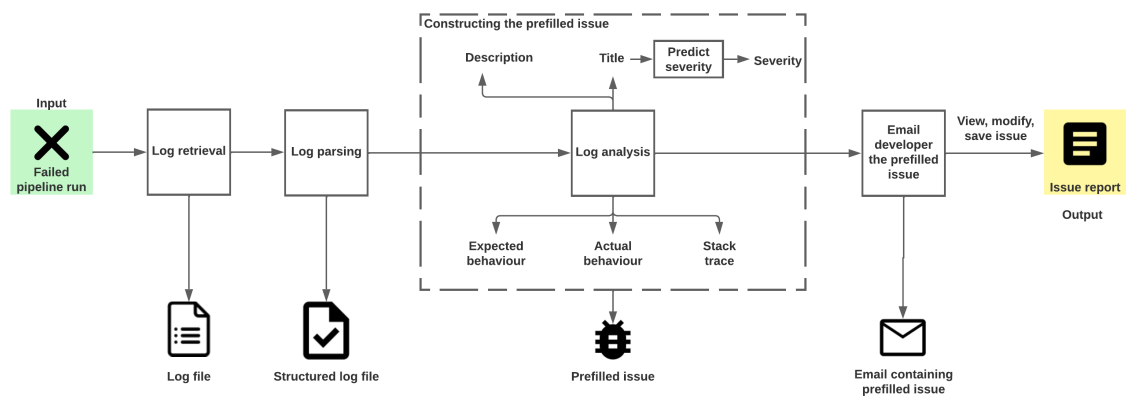 Constructing the prefilled issue
Description
Title
Predict
severity
Severity
Input
Failed
pipeline run
Log retrieval
Log parsing
Log analysis
Email
developer
the prefilled
issue
View, modify,
save issue
Issue report
Output
Expected
behaviour
Actual
behaviour
Stack
trace
Log file
Structured log file
Prefilled issue
Email containing
prefilled issue